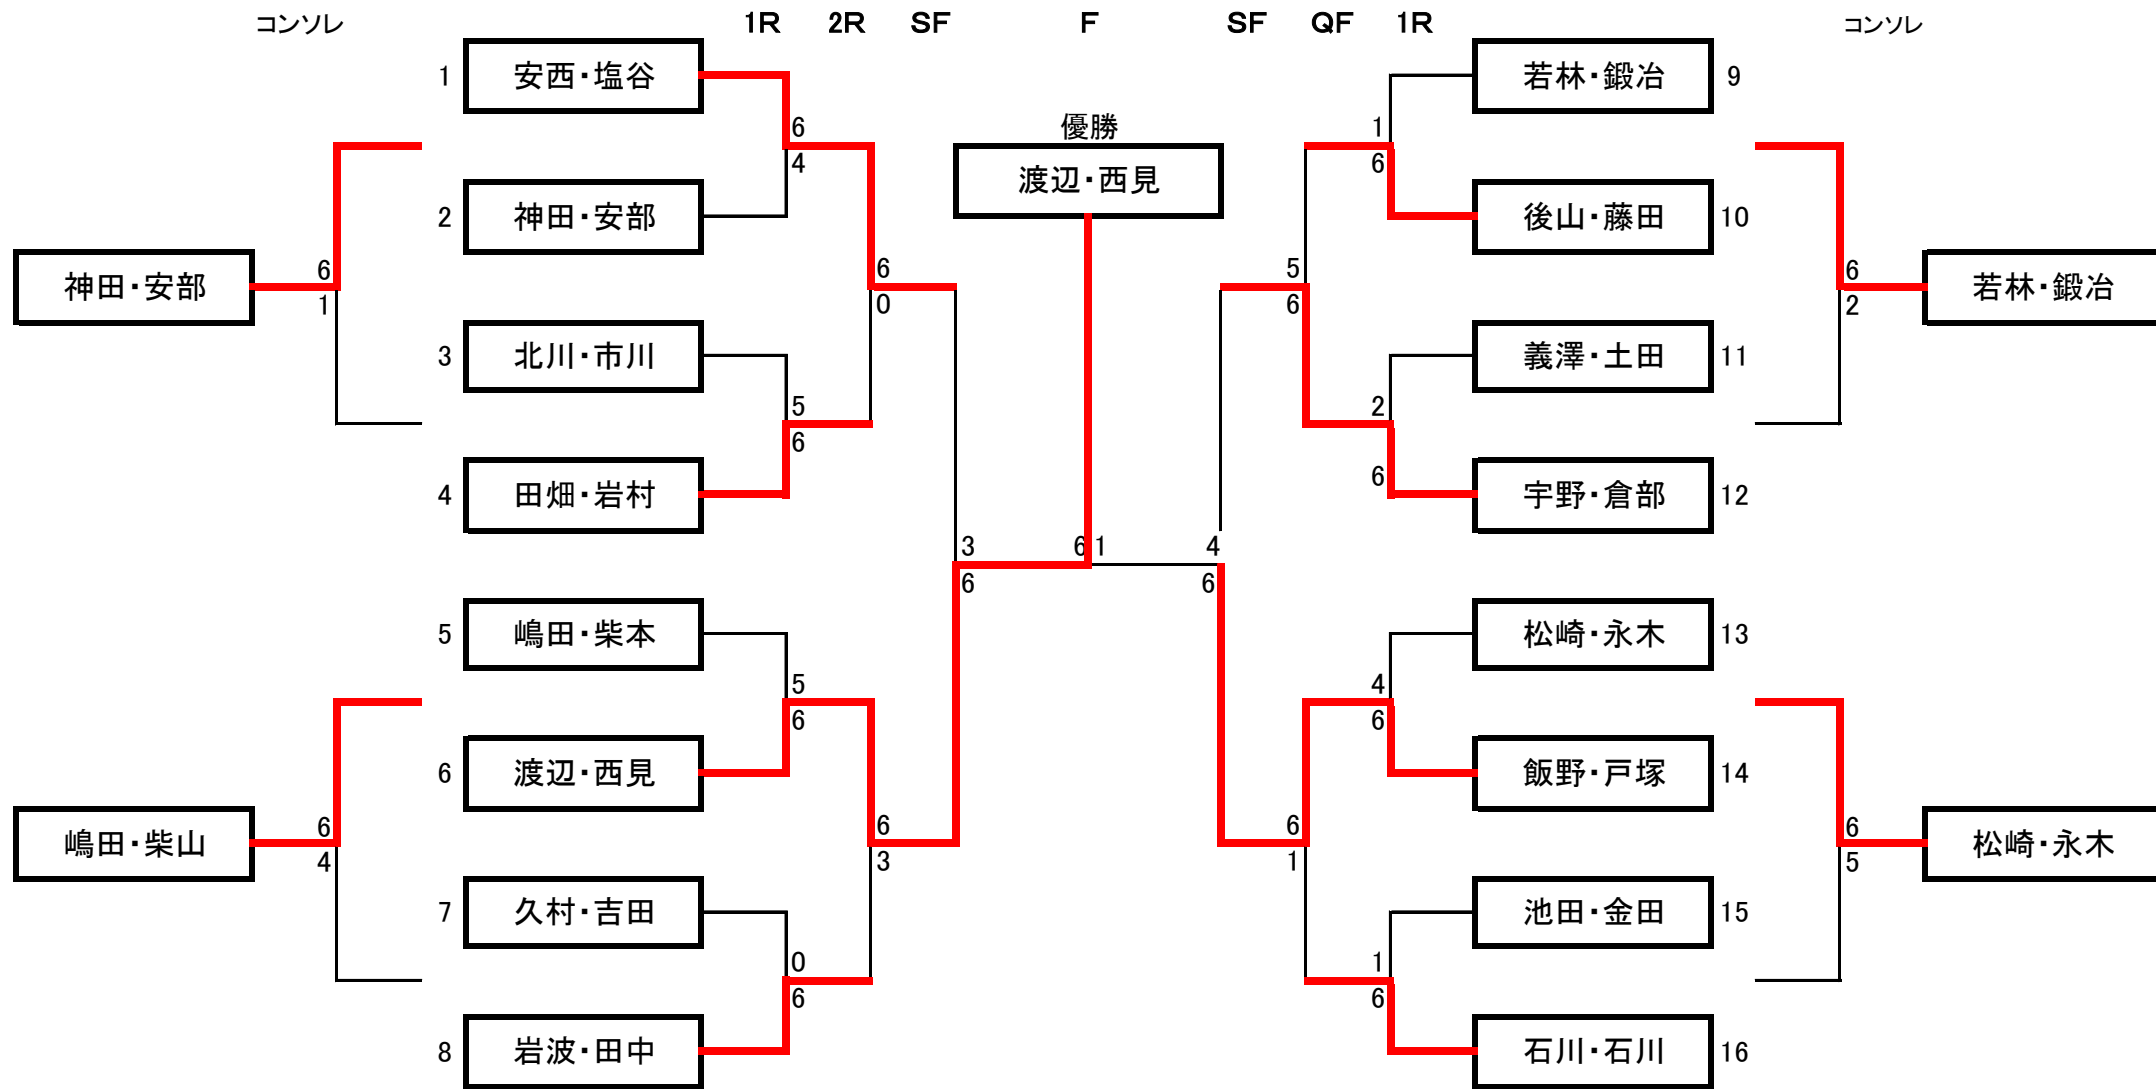 コンソレ 1R 2R SF F SF QF 1R コンソレ
1 安西・塩谷 若林・鍛冶 9
6 優勝 1
4 渡辺・西見 6
2 神田・安部 後山・藤田 10
神田・安部 6 6 5 6 若林・鍛冶
1 0 6 2
3 北川・市川 義澤・土田 11
5 2
6 6
4 田畑・岩村 宇野・倉部 12
3 6 1 4
6 6
5 嶋田・柴本 松崎・永木 13
5 4
6 6
6 渡辺・西見 飯野・戸塚 14
嶋田・柴山 6 6 6 6 松崎・永木
4 3 1 5
7 久村・吉田 池田・金田 15
0 1
6 6
8 岩波・田中 石川・石川 16